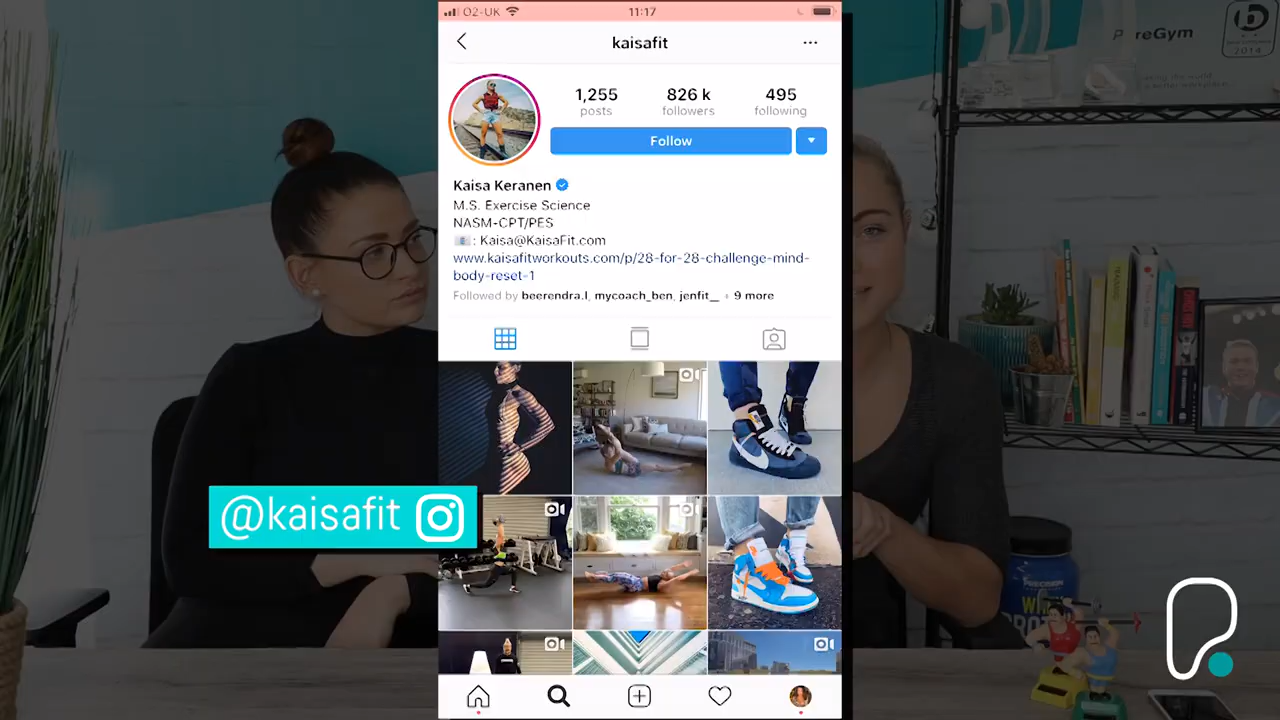 O2-UK
11:17
kaisafit
1,255
826 k
495
posts
followers
following
Follow
Kaisa Keranen
M.S. Exercise Science
NASM-CPT/PES
: Kaisa@KaisaFit.com
www.kaisafitworkouts.com/p/28-for-28-challenge-mind-
body-reset-1
Followed by beerendra.l, mycoach_ben, jenfit__ + 9 more
@kaisafit
PureGym
2014
PRECISION